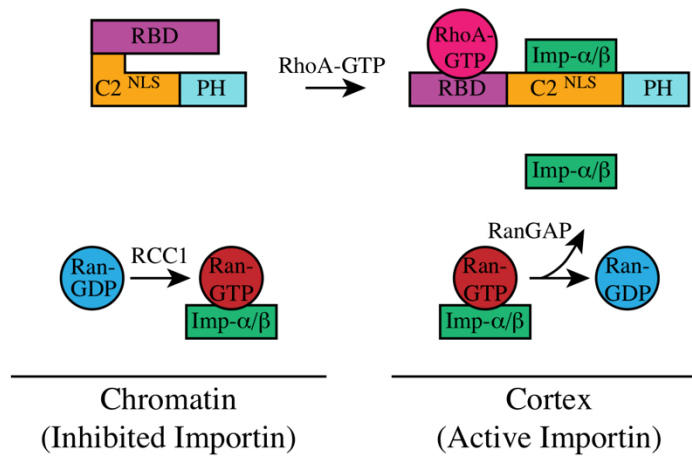 RBD
C2 NLS
PH
RhoA-GTP
RhoA-
GTP
Imp-α/β
RBD
C2 NLS
PH
Imp-α/β
Ran-
GDP
RCC1
Ran-
GTP
Imp-α/β
RanGAP
Ran-
GTP
Imp-α/β
Ran-
GDP
Chromatin
(Inhibited Importin)
Cortex
(Active Importin)